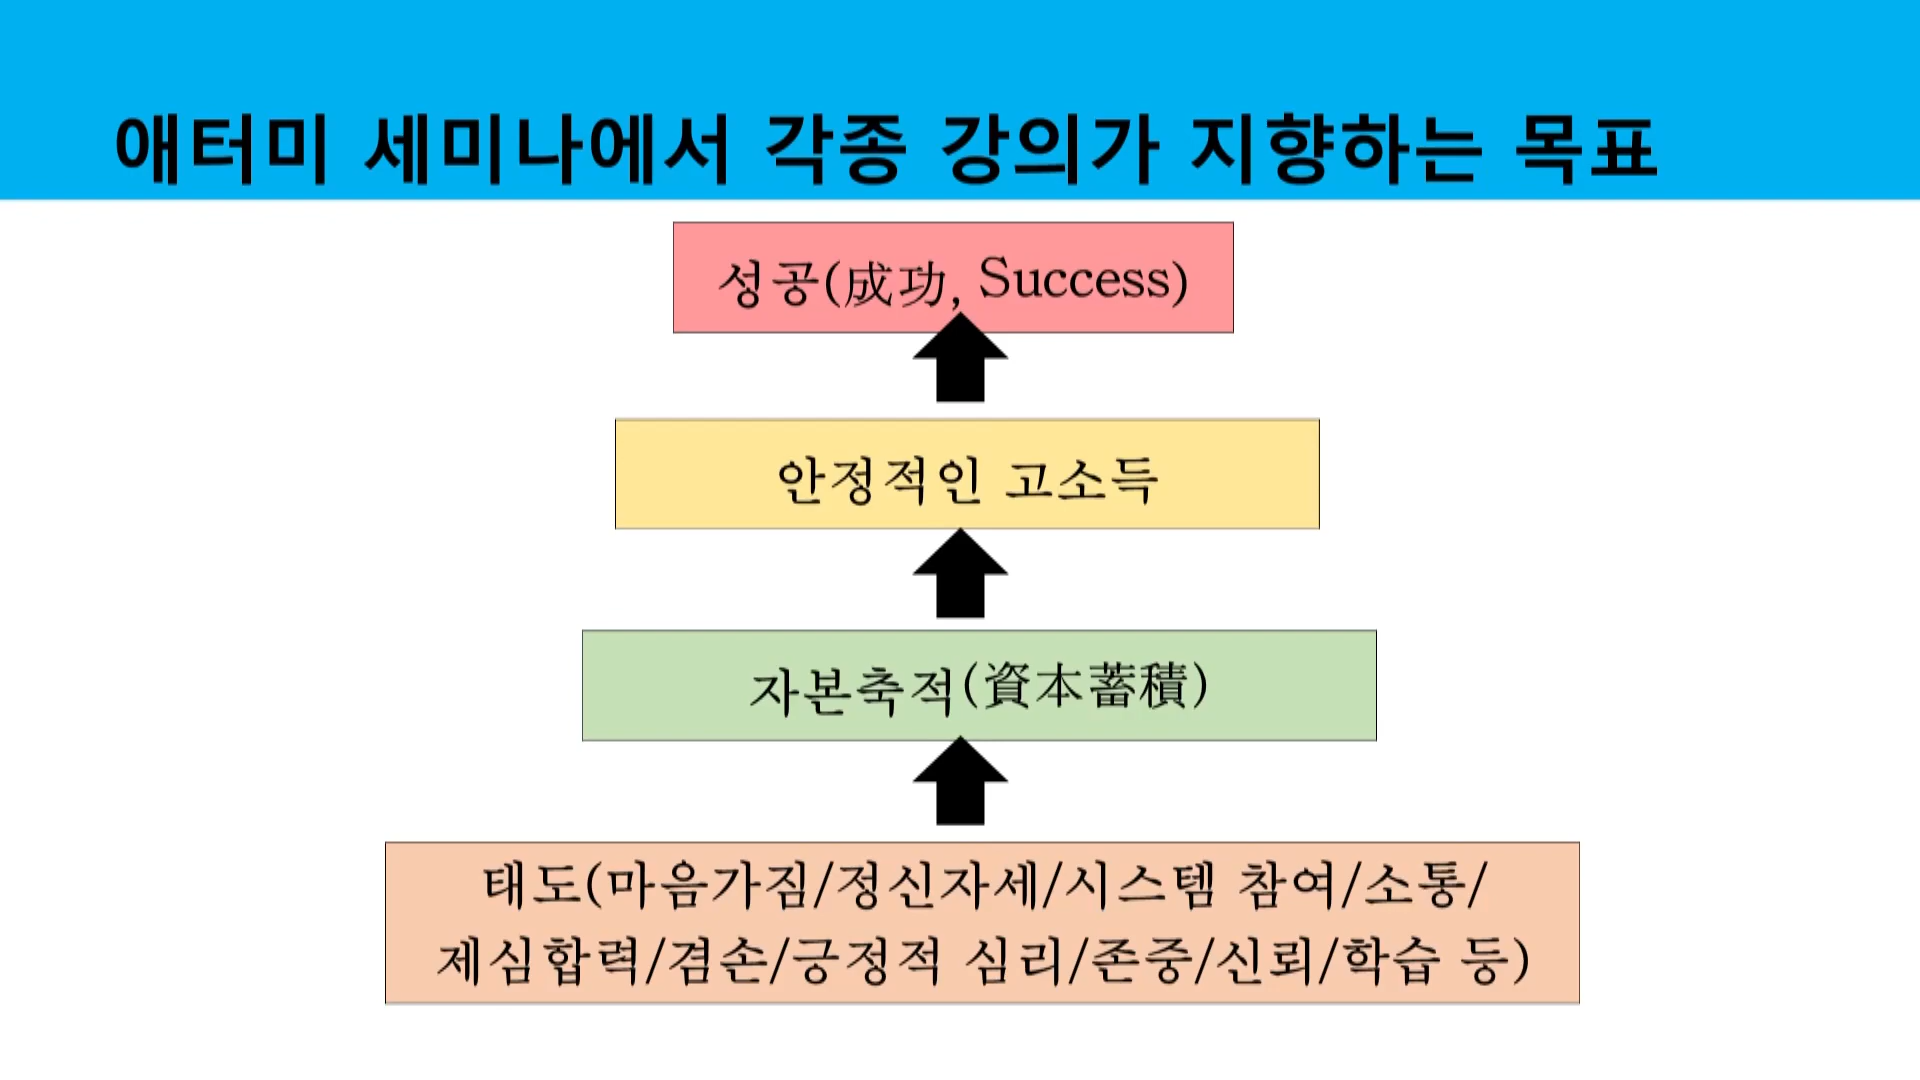 애터미 세미나에서 각종 강의가 지향하는 목표
성공(成功, Success)
안정적인 고소득
자본축적(資本蓄積)
태도(마음가짐/정신자세/시스템 참여/소통/
제심합력/겸손/긍정적 심리/존중/신뢰/학습 등)